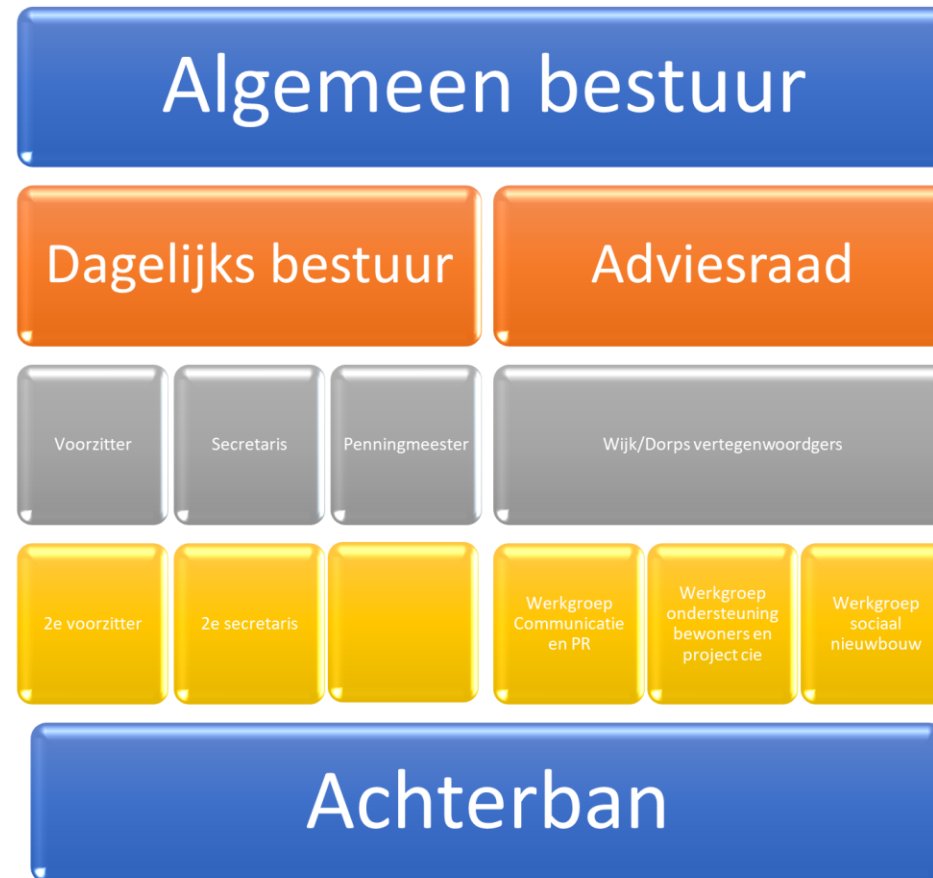 Algemeen bestuur
Dagelijks bestuur
Adviesraad
Voorzitter
Secretaris
Penningmeester
Wijk/Dorps vertegenwoordgers
2e voorzitter
2e secretaris
Werkgroep
Communicatie
en PR
Werkgroep
ondersteuning
bewoners en
project cie
Werkgroep
sociaal
nieuwbouw
Achterban